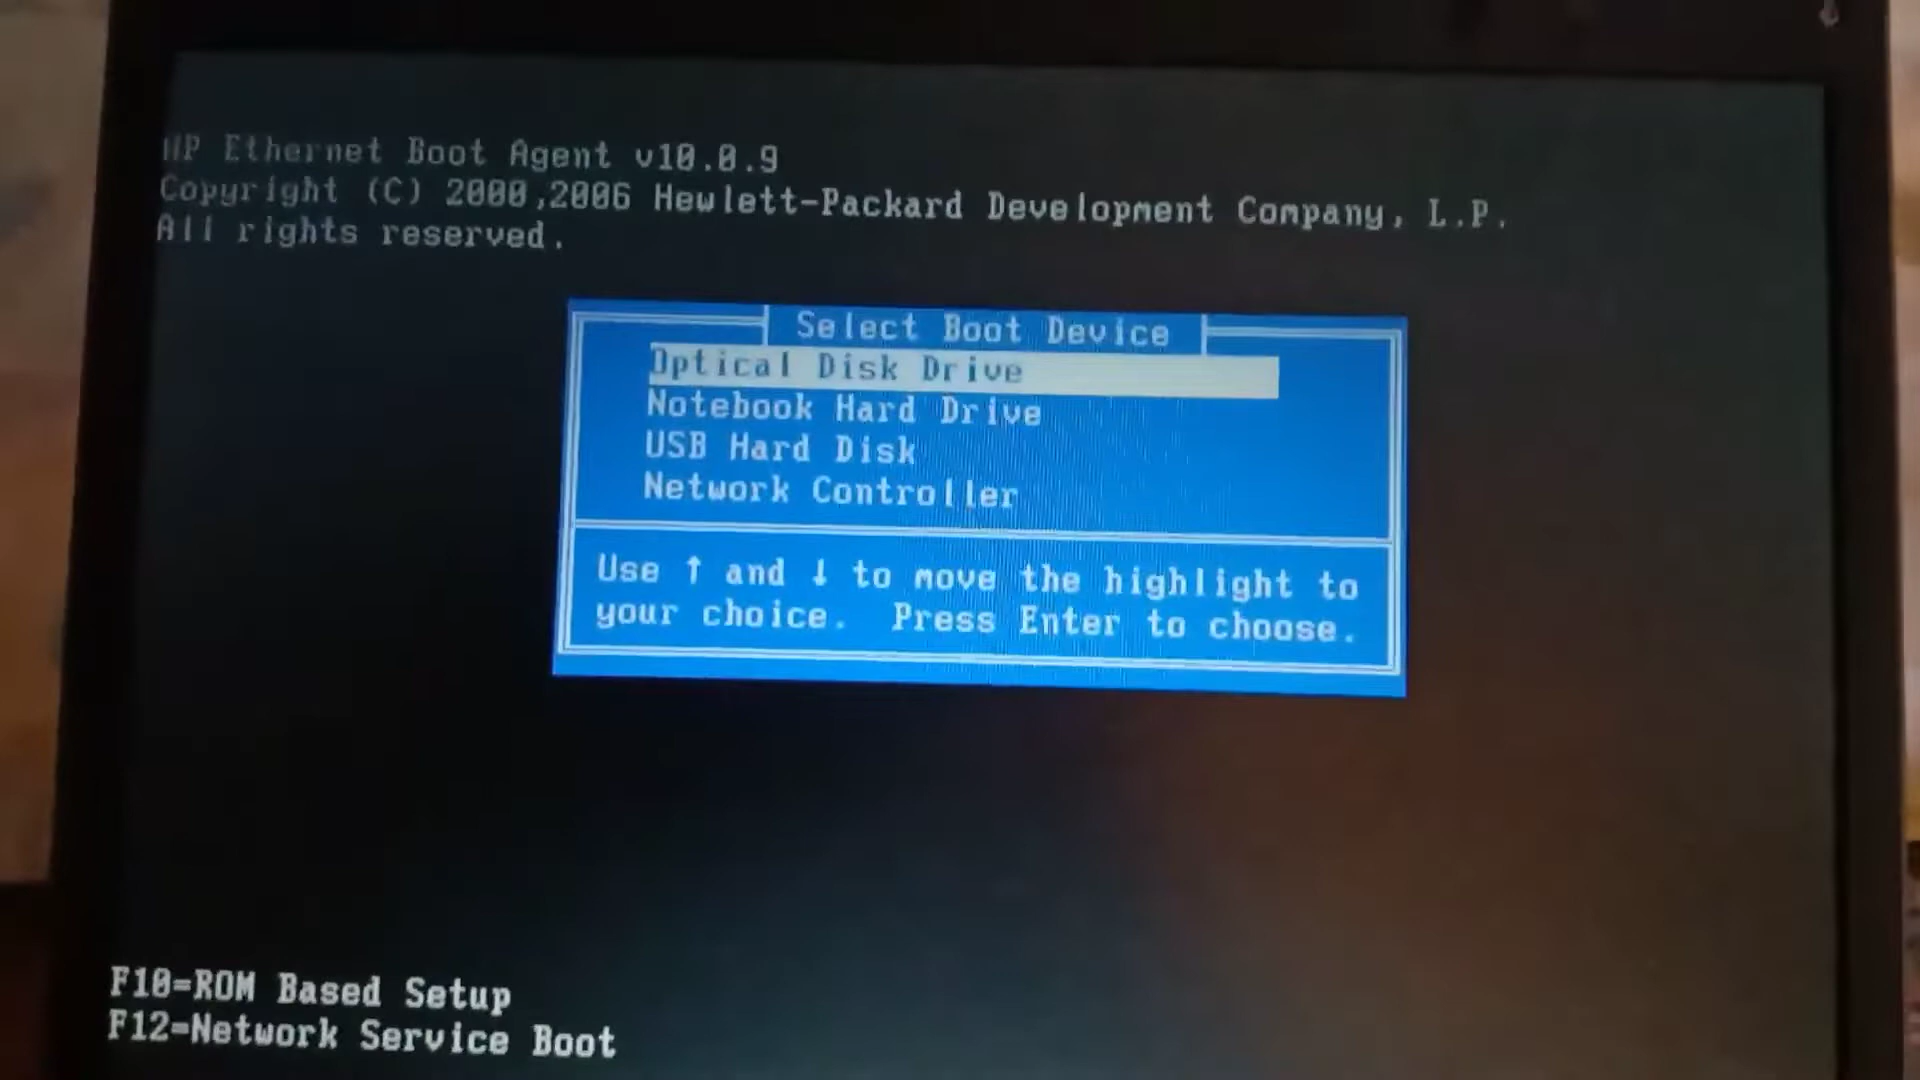 HP Ethernet Boot Agent v10.0.9
Copyright (C) 2000,2006 Hewlett-Packard Development Company, L.P.
All rights reserved.
Select Boot Device
Optical Disk Drive
Notebook Hard Drive
USB Hard Disk
Network Controller
Use ↑ and ↓ to move the highlight to
your choice. Press Enter to choose.
F10=ROM Based Setup
F12=Network Service Boot